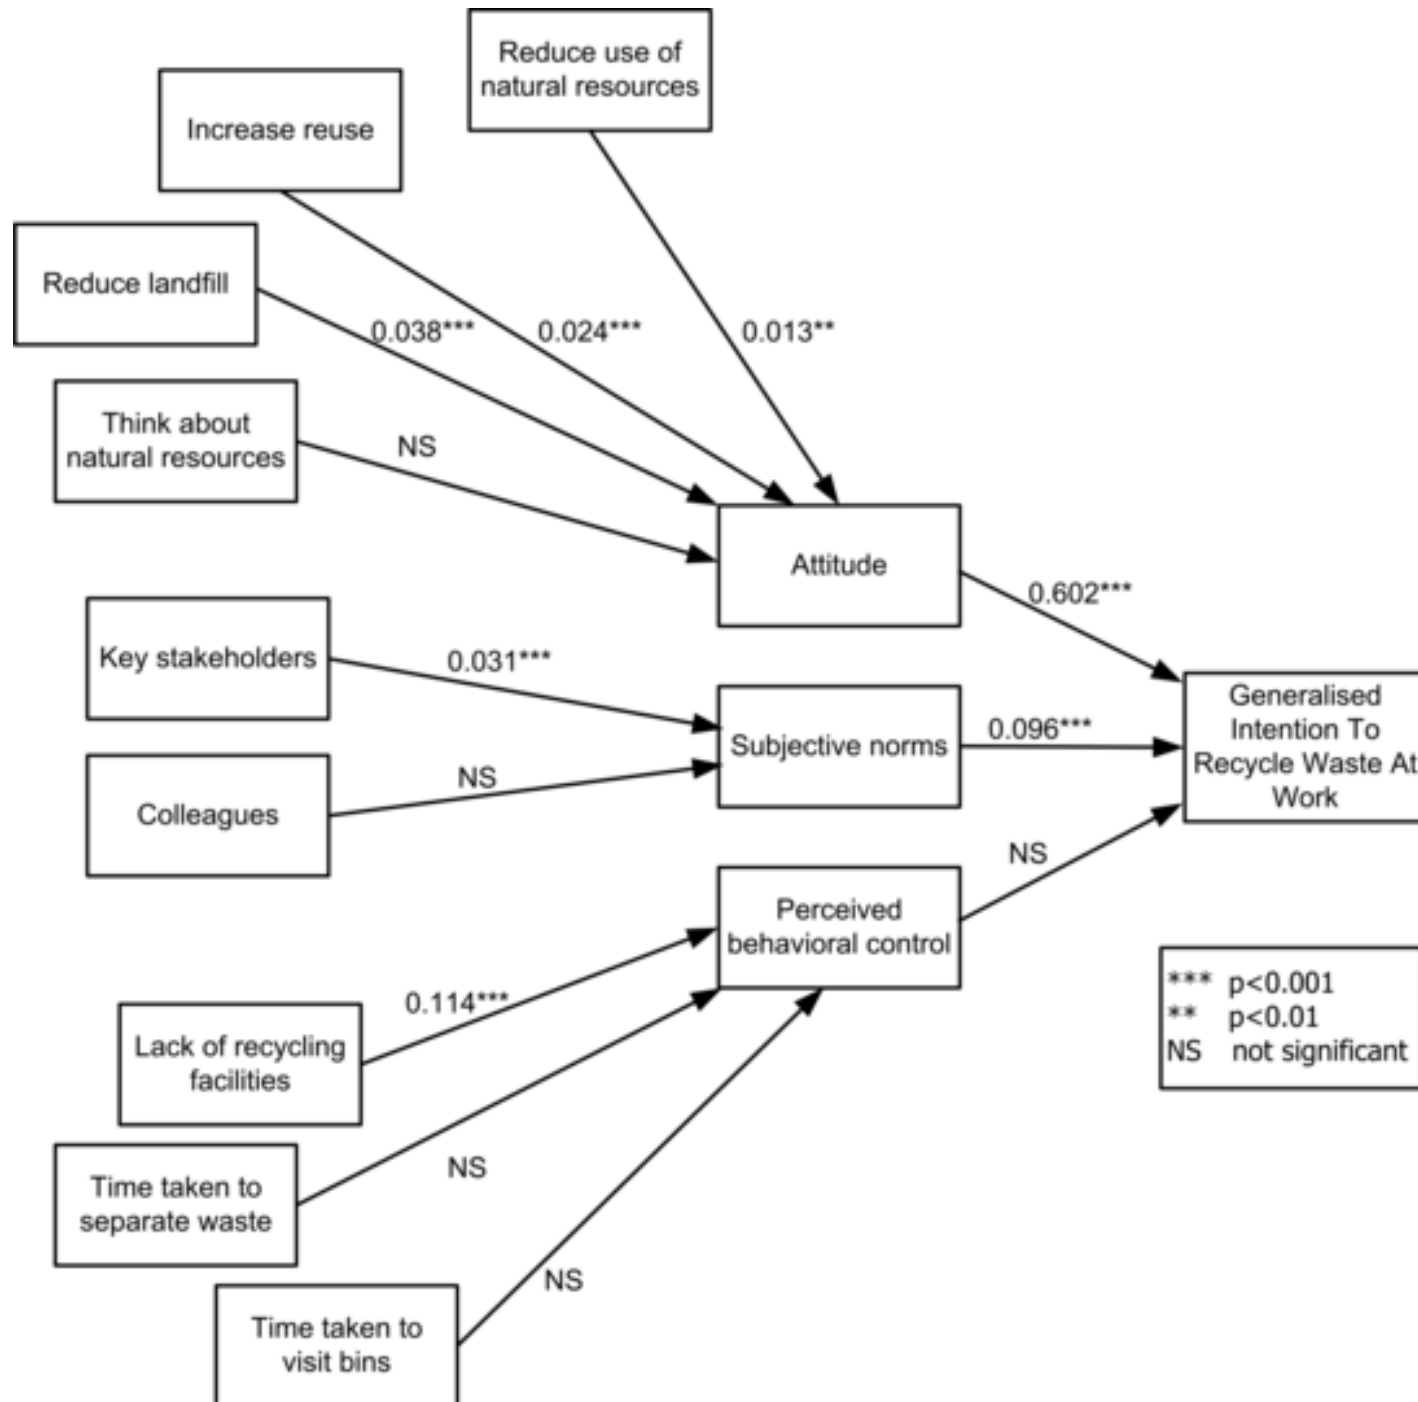 Reduce use of
natural resources
Increase reuse
Reduce landfill
0.038***
0.024***
0.013**
Think about
natural resources
NS
Attitude
0.602***
Key stakeholders
0.031***
Subjective norms
0.096***
Generalised
Intention To
Recycle Waste At
Work
Colleagues
NS
NS
Perceived
behavioral control
Lack of recycling
facilities
0.114***
*** p<0.001
** p<0.01
NS not significant
Time taken to
separate waste
NS
Time taken to
visit bins
NS